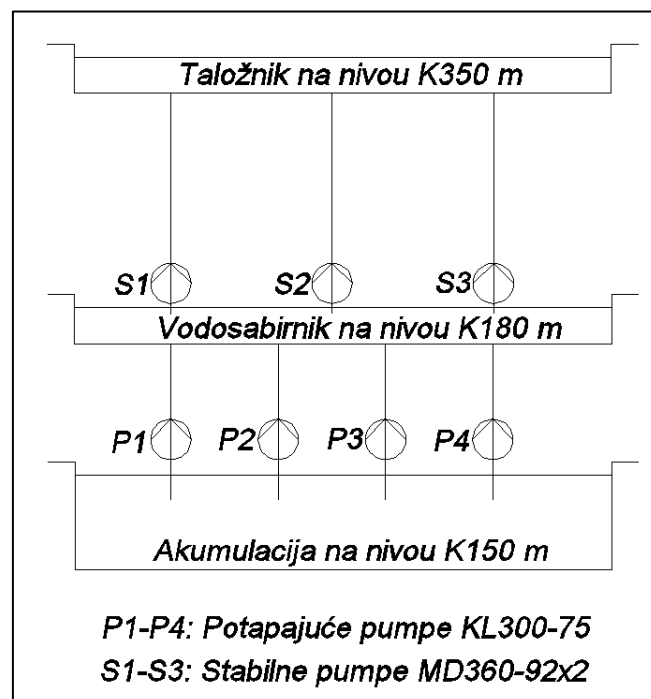 Taložnik na nivou K350 m
S1 S2 S3
Vodosabirnik na nivou K180 m
P1 P2 P3 P4
Akumulacija na nivou K150 m
P1-P4: Potapajuće pumpe KL300-75
S1-S3: Stabilne pumpe MD360-92x2